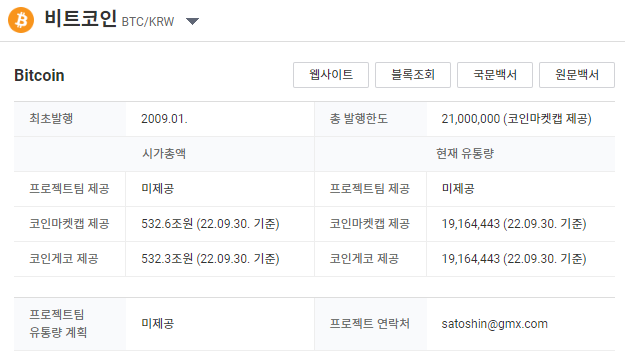 비트코인 BTC/KRW
Bitcoin 웹사이트 블록조회 국문백서 원문백서
최초발행 2009.01. 총 발행한도 21,000,000 (코인마켓캡 제공)
시가총액 현재 유통량
프로젝트팀 제공 미제공 프로젝트팀 제공 미제공
코인마켓캡 제공 532.6조원 (22.09.30. 기준) 코인마켓캡 제공 19,164,443 (22.09.30. 기준)
코인게코 제공 532.3조원 (22.09.30. 기준) 코인게코 제공 19,164,443 (22.09.30. 기준)
프로젝트팀
유통량 계획 미제공 프로젝트 연락처 satoshin@gmx.com